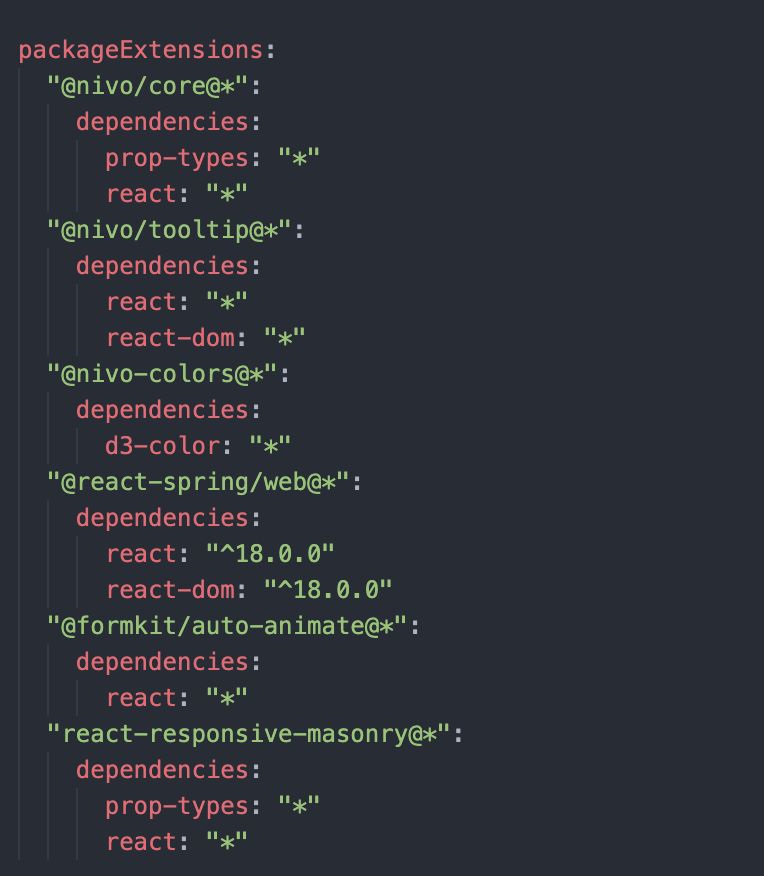 packageExtensions:
"@nivo/core@*":
dependencies:
prop-types: "*"
react: "*"
"@nivo/tooltip@*":
dependencies:
react: "*"
react-dom: "*"
"@nivo-colors@*":
dependencies:
d3-color: "*"
"@react-spring/web@*":
dependencies:
react: "^18.0.0"
react-dom: "^18.0.0"
"@formkit/auto-animate@*":
dependencies:
react: "*"
"react-responsive-masonry@*":
dependencies:
prop-types: "*"
react: "*"